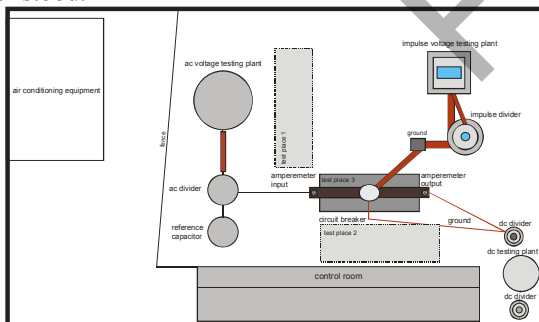 impulse voltage testing plant
ac voltage testing plant
air conditioning equipment
impulse divider
fence
test place 1
ground
amperemeter
input
test place 3
amperemeter
output
ac divider
reference
capacitor
circuit breaker
ground
test place 2
dc divider
dc testing plant
control room
dc divider